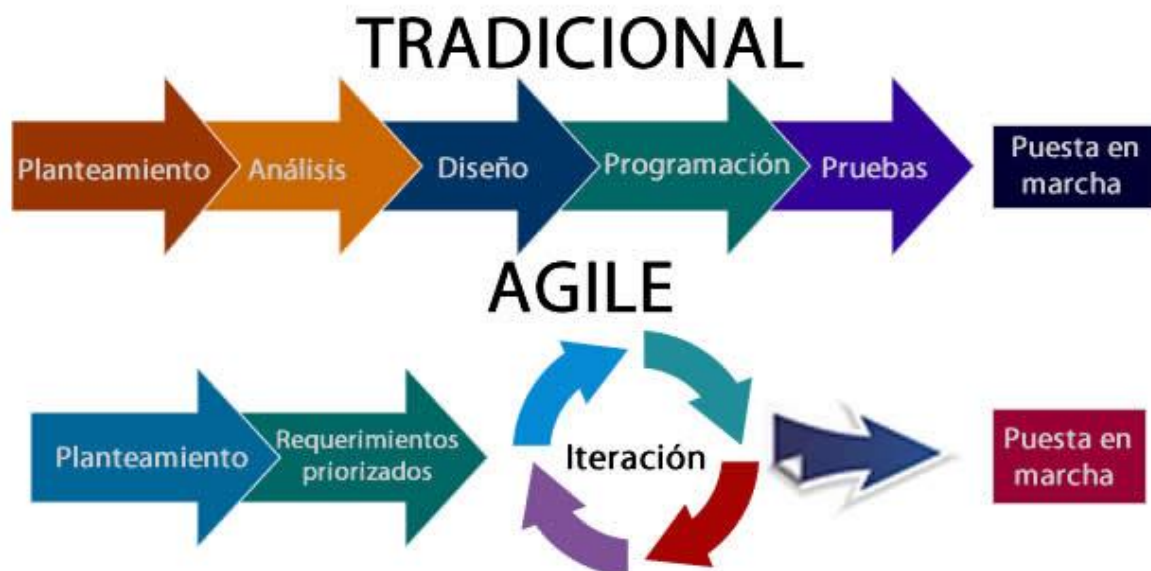 TRADICIONAL
Planteamiento
Análisis
Diseño
Programación
Pruebas
Puesta en
marcha
AGILE
Planteamiento
Requerimientos
priorizados
Iteración
Puesta en
marcha